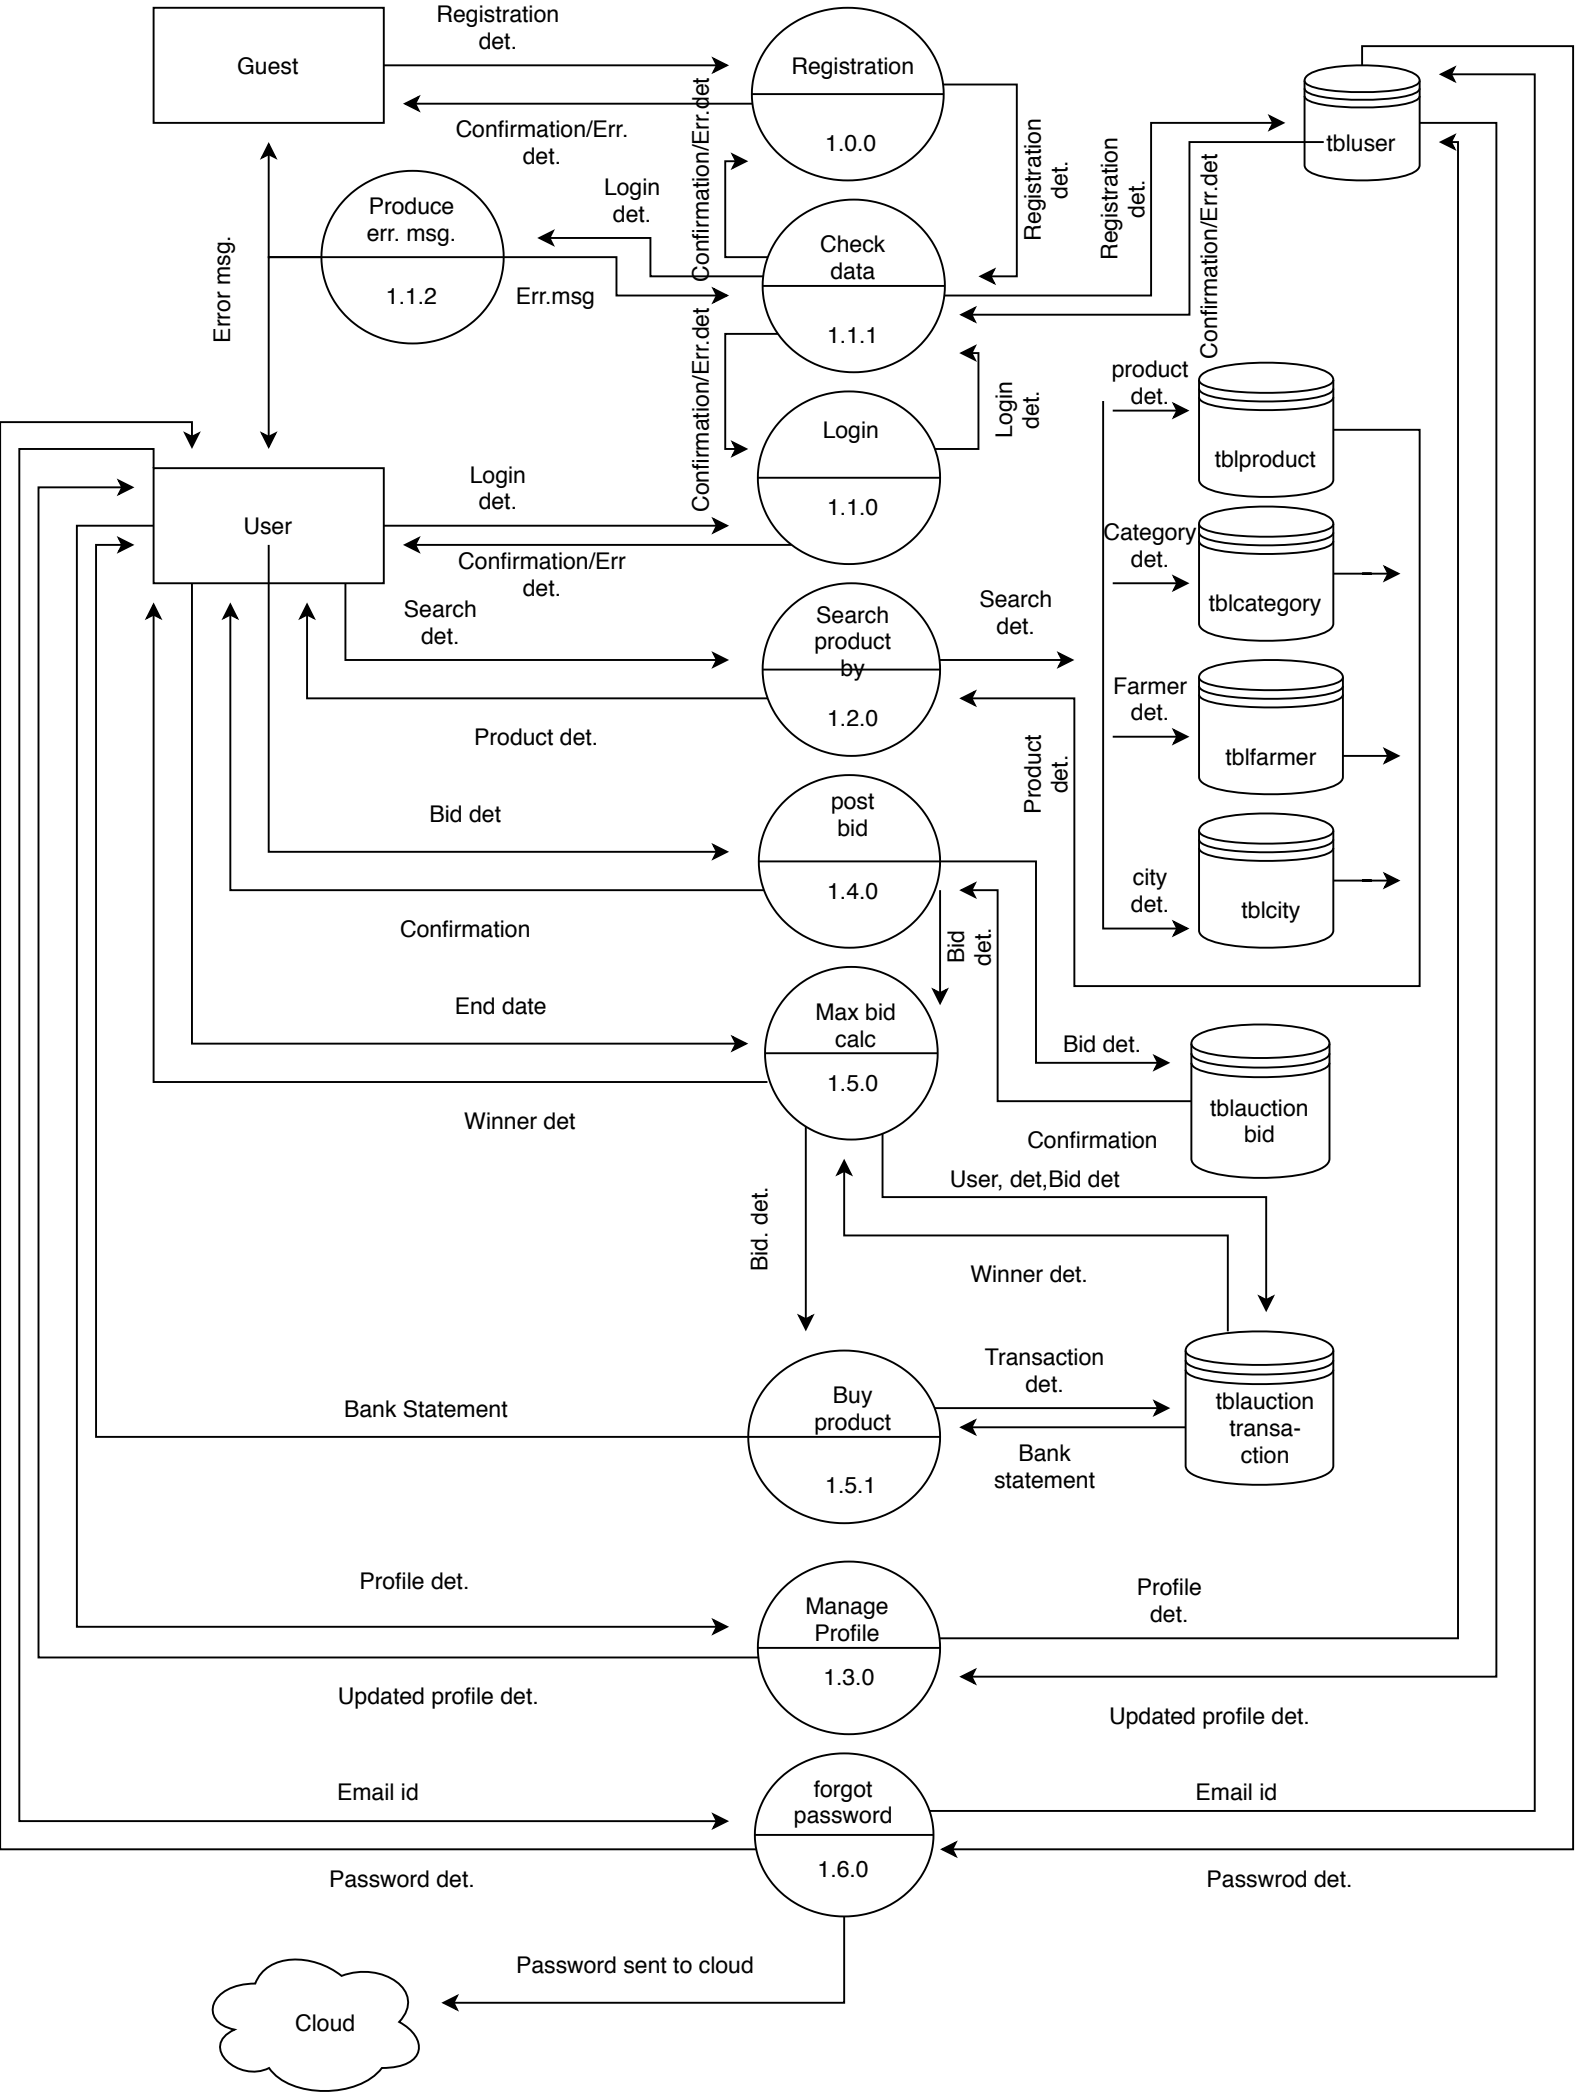 Registration
det.
Guest
Registration
1.0.0
Confirmation/Err.
det.
Confirmation/Err.det
Registration
det.
Registration
det.
tbluser
Confirmation/Err.det
Produce
err. msg.
1.1.2
Login
det.
Error msg.
Err.msg
Check
data
1.1.1
Confirmation/Err.det
Login
det.
product
det.
tblproduct
Login
1.1.0
User
Login
det.
Confirmation/Err
det.
Category
det.
tblcategory
Search
det.
Search
product
by
1.2.0
Search
det.
Product det.
Product
det.
Farmer
det.
tblfarmer
Bid det
post
bid
1.4.0
Confirmation
Bid
det.
city
det.
tblcity
End date
Max bid
calc
1.5.0
Winner det
Bid det.
tblauction
bid
Confirmation
User, det,Bid det
Bid. det.
Winner det.
Bank Statement
Buy
product
1.5.1
Transaction
det.
Bank
statement
tblauction
transa-
ction
Profile det.
Manage
Profile
1.3.0
Profile
det.
Updated profile det.
Updated profile det.
Email id
forgot
password
1.6.0
Email id
Password det.
Passwrod det.
Password sent to cloud
Cloud